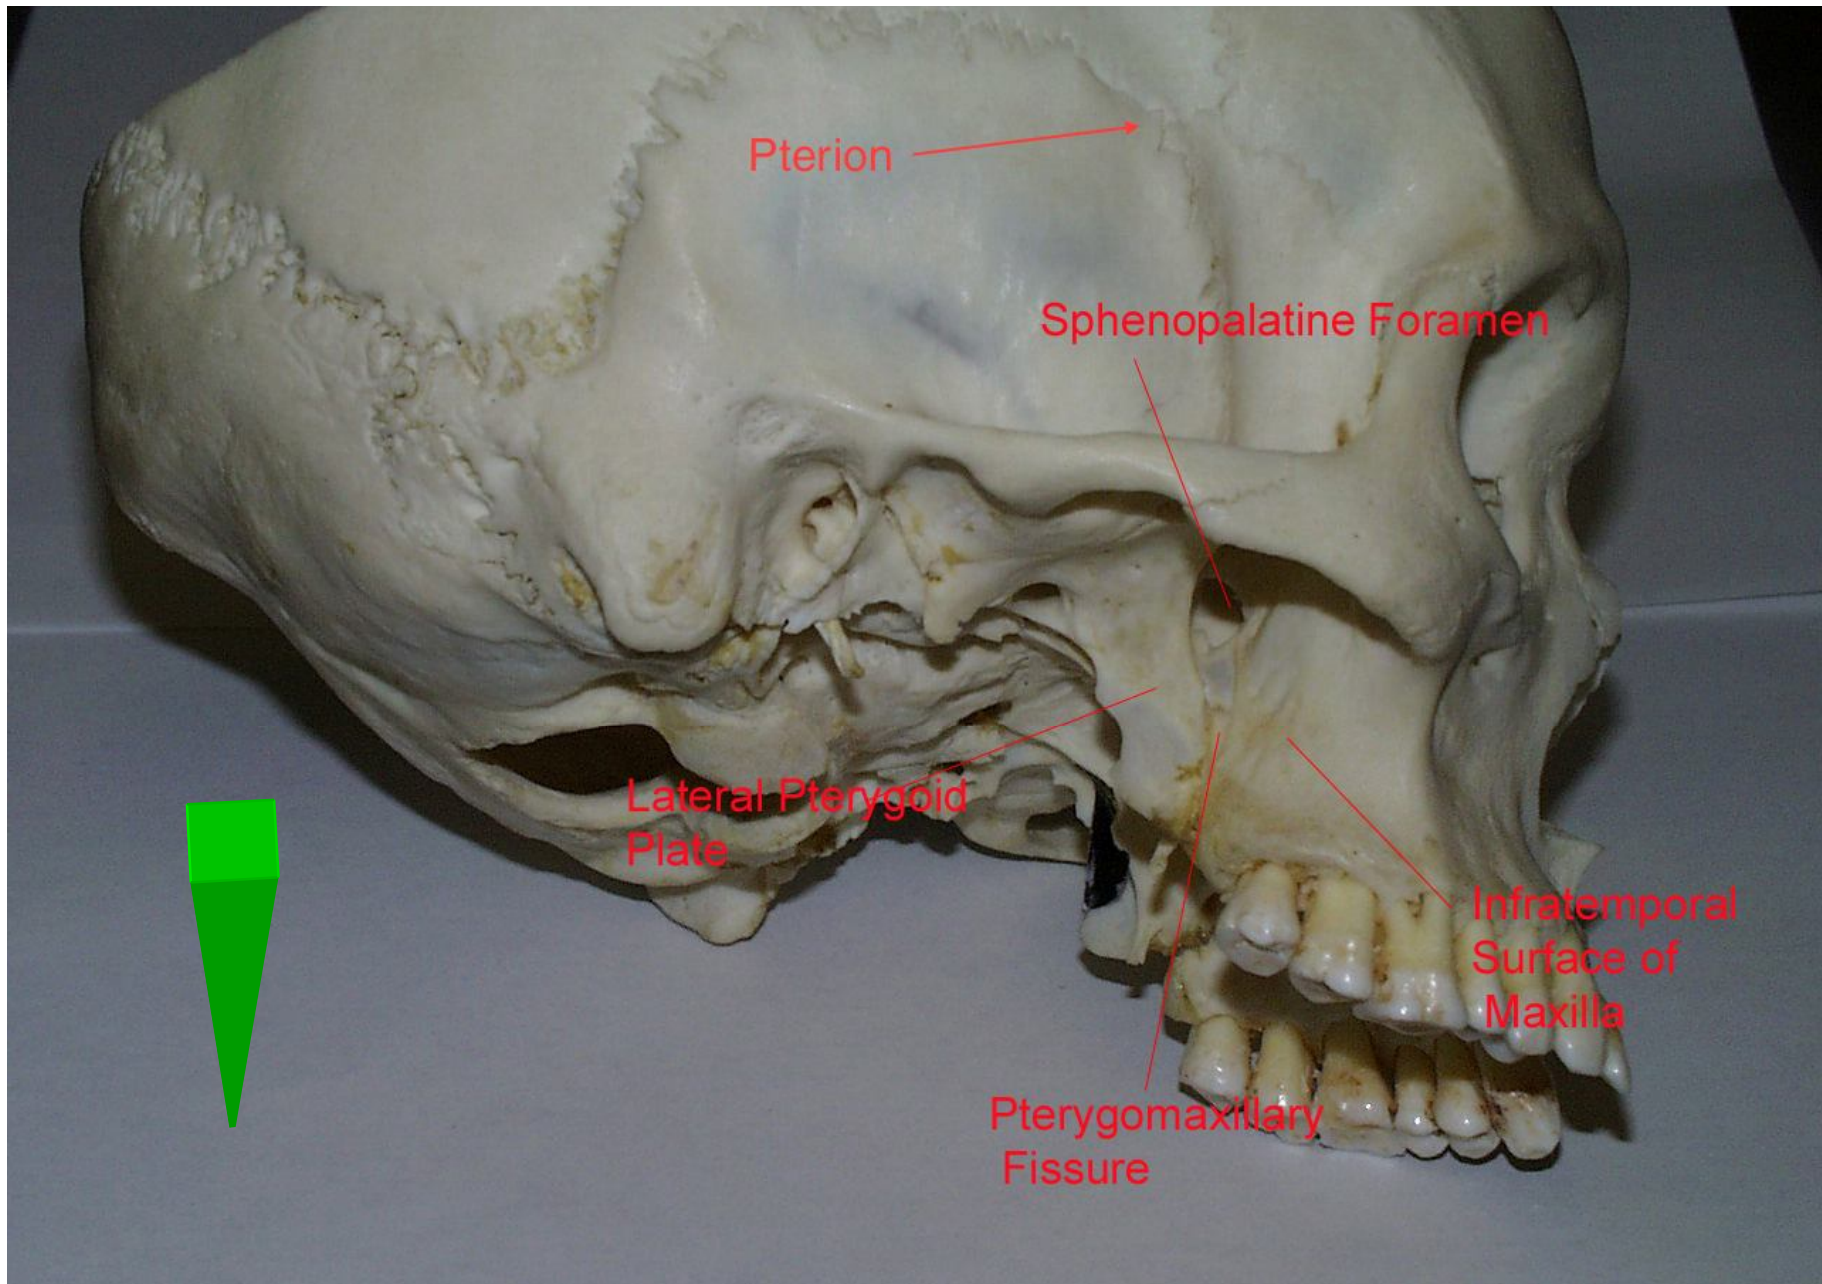 Pterion
Sphenopalatine Foramen
Lateral Pterygoid
Plate
Infratemporal
Surface of
Maxilla
Pterygomaxillary
Fissure